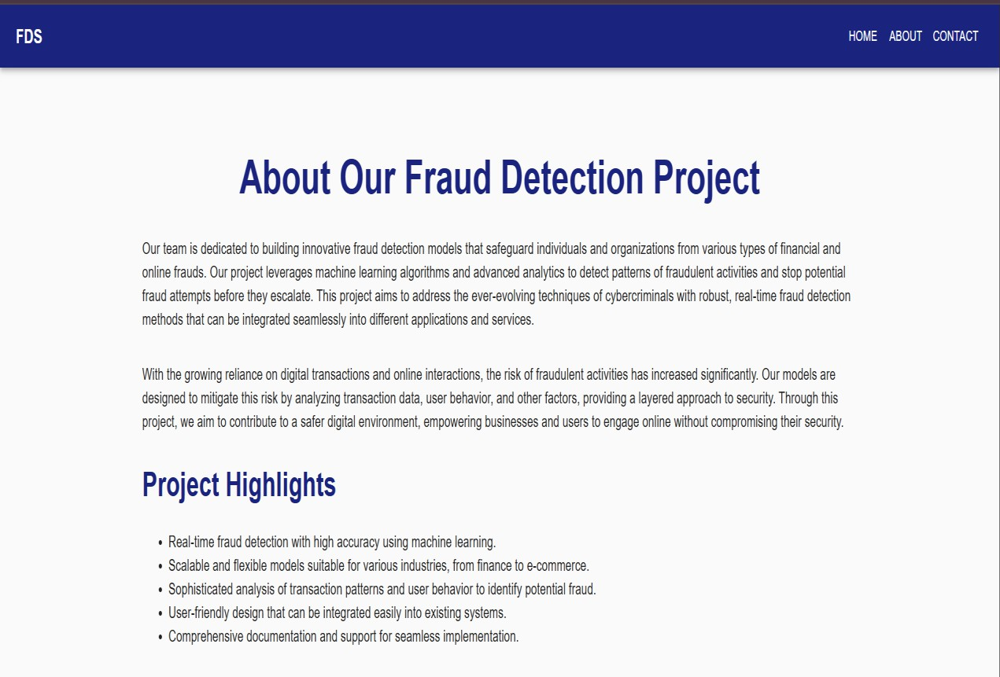 FDS
HOME ABOUT CONTACT
About Our Fraud Detection Project
Our team is dedicated to building innovative fraud detection models that safeguard individuals and organizations from various types of financial and
online frauds. Our project leverages machine learning algorithms and advanced analytics to detect patterns of fraudulent activities and stop potential
fraud attempts before they escalate. This project aims to address the ever-evolving techniques of cybercriminals with robust, real-time fraud detection
methods that can be integrated seamlessly into different applications and services.
With the growing reliance on digital transactions and online interactions, the risk of fraudulent activities has increased significantly. Our models are
designed to mitigate this risk by analyzing transaction data, user behavior, and other factors, providing a layered approach to security. Through this
project, we aim to contribute to a safer digital environment, empowering businesses and users to engage online without compromising their security.
Project Highlights
• Real-time fraud detection with high accuracy using machine learning.
• Scalable and flexible models suitable for various industries, from finance to e-commerce.
• Sophisticated analysis of transaction patterns and user behavior to identify potential fraud.
• User-friendly design that can be integrated easily into existing systems.
• Comprehensive documentation and support for seamless implementation.